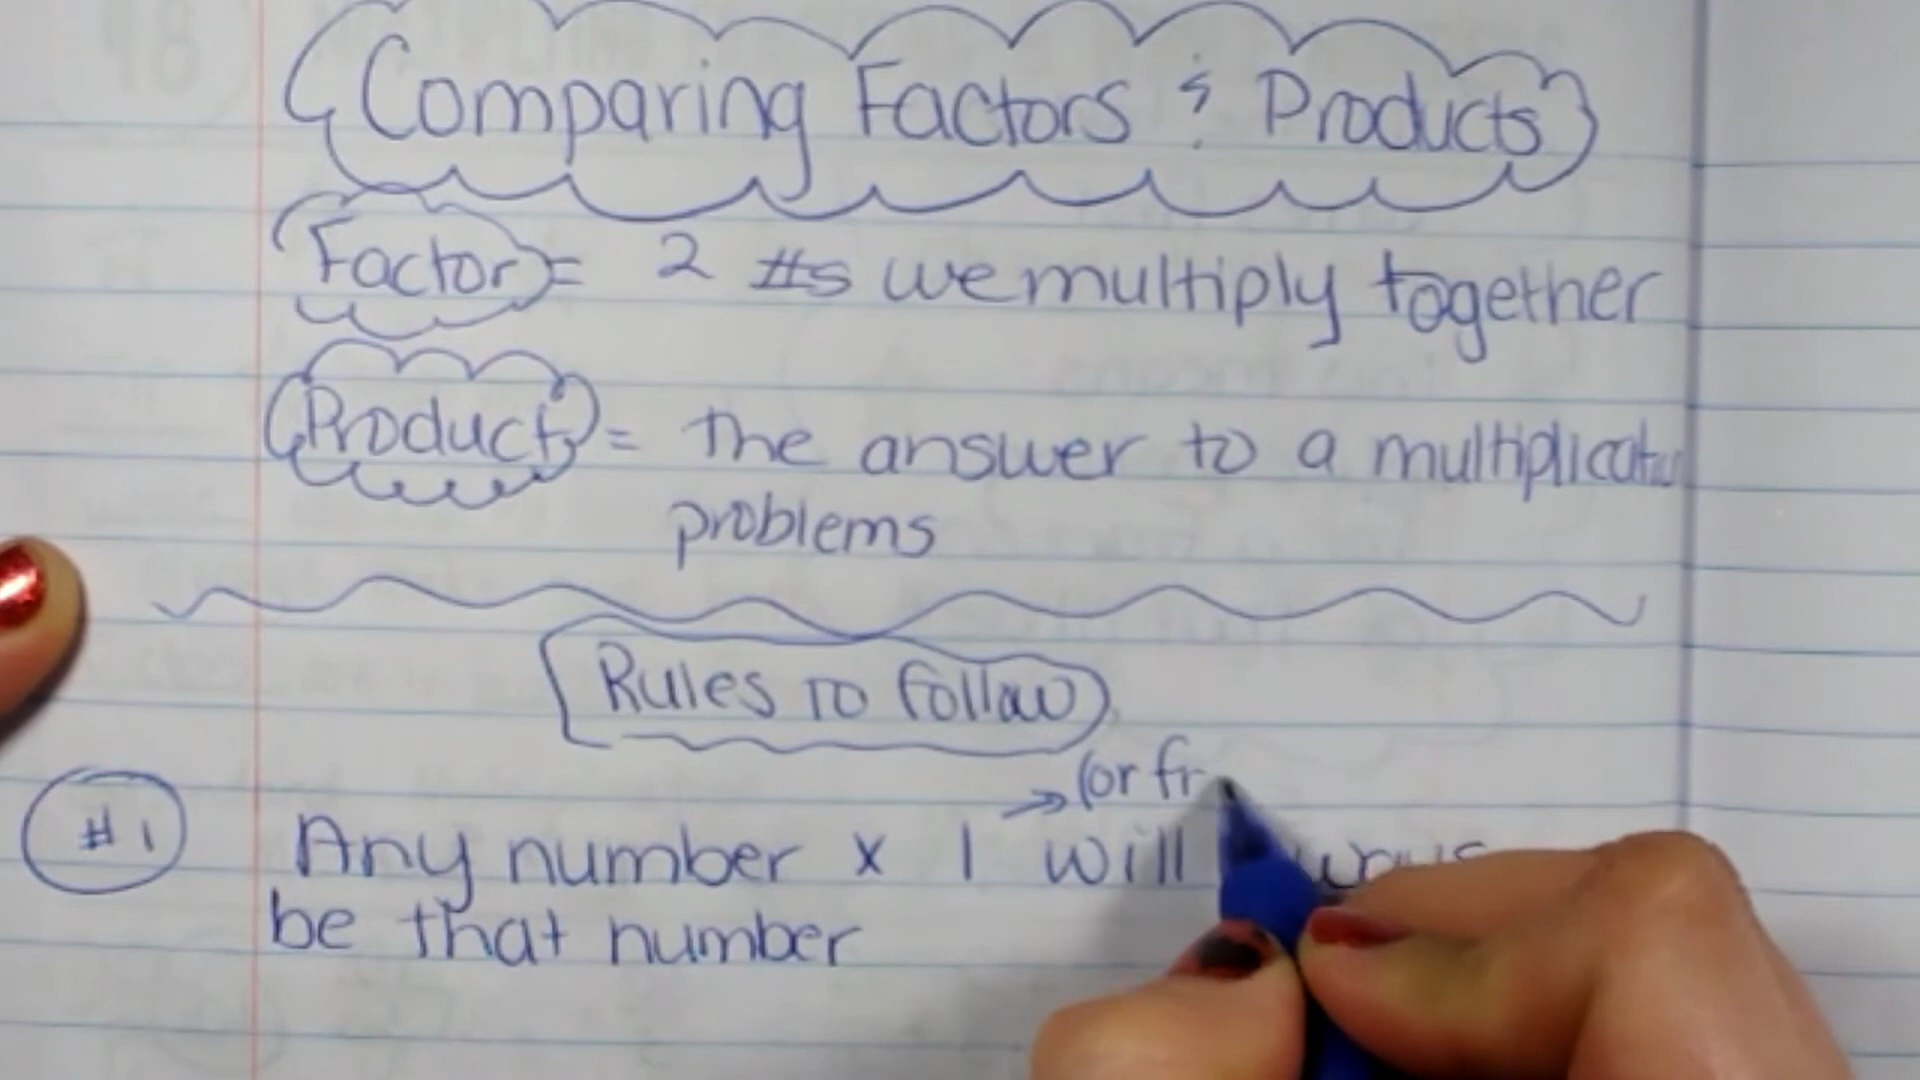 Comparing Factors & Products
Factor = 2 #s we multiply together
Product = The answer to a
problems
Rules to follow
(or fr
#1 Any number x 1 will
be that number